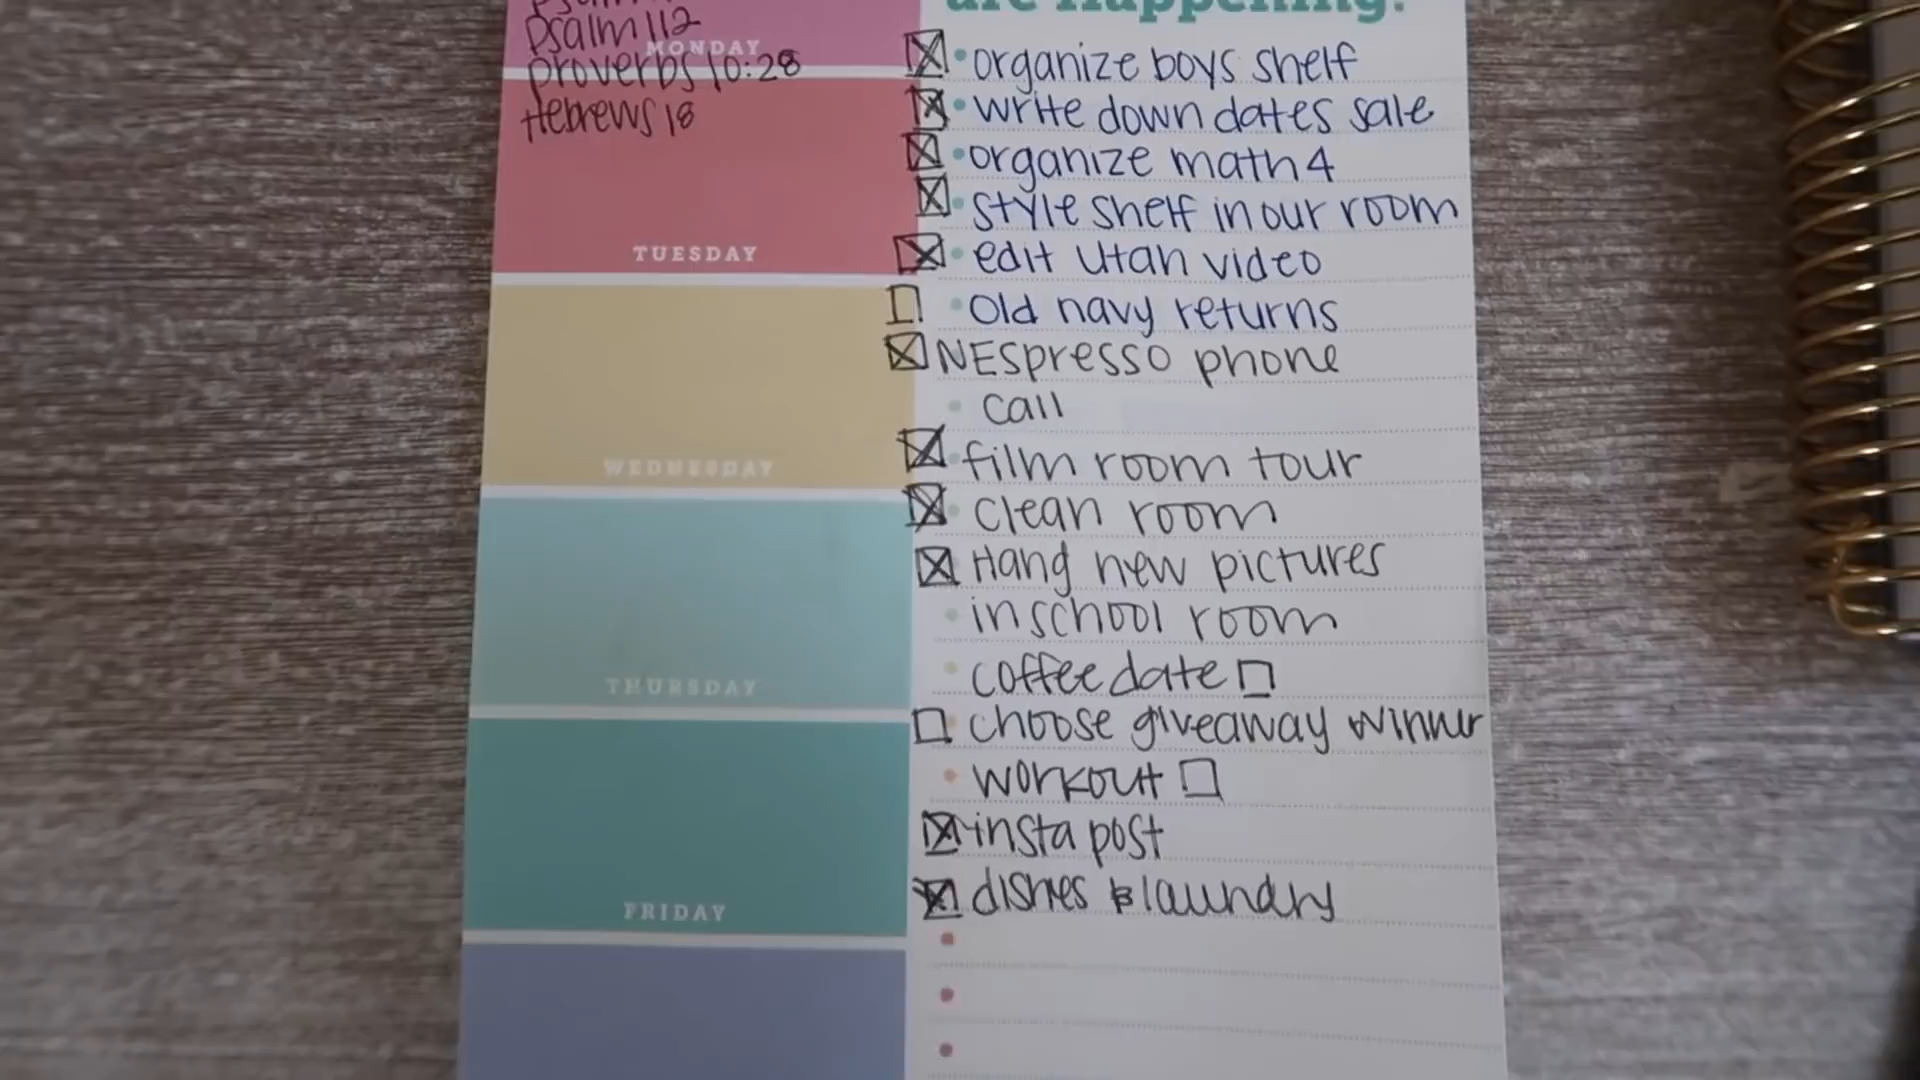 psalm 112
MONDAY
proverbs 10:28
Hebrews 18
TUESDAY
WEDNESDAY
THURSDAY
FRIDAY
are happening!
organize boys shelf
write down dates sale
organize math 4
style shelf in our room
edit Utah video
Old navy returns
NESpresso phone
call
film room tour
clean room
Hang new pictures
in school room
coffee date
choose giveaway winner
workout
insta post
dishes & laundry